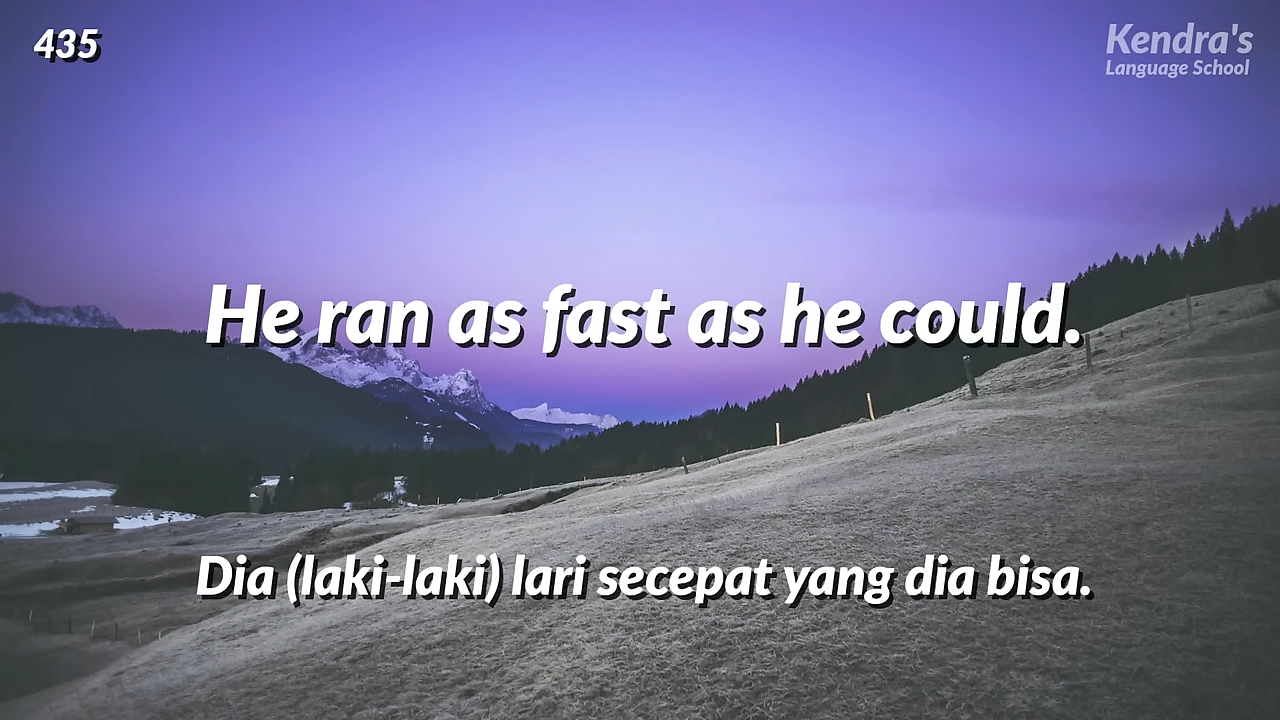 435
Kendra's
Language School
He ran as fast as he could.
Dia (laki-laki) lari secepat yang dia bisa.